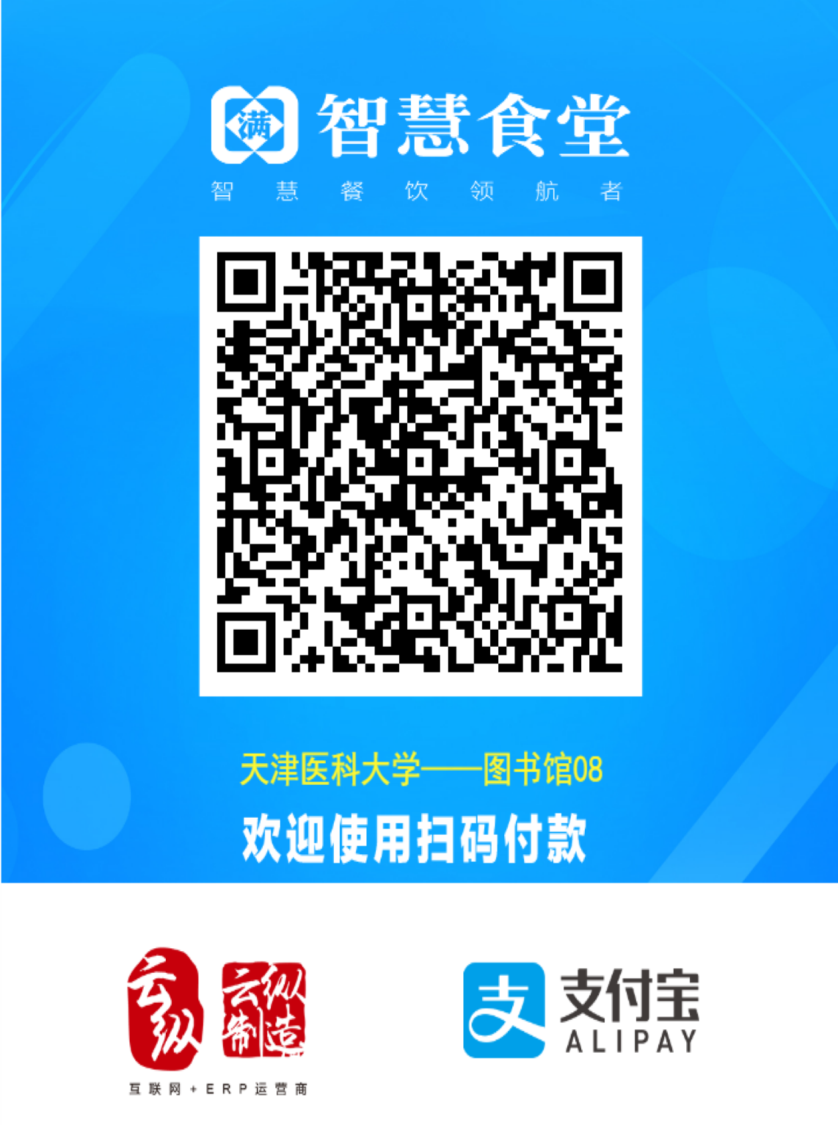 满 智慧食堂
智慧餐饮领航者
天津医科大学——图书馆08
欢迎使用扫码付款
云纵 云纵制造
支 支付宝
ALIPAY
互联网+ERP运营商